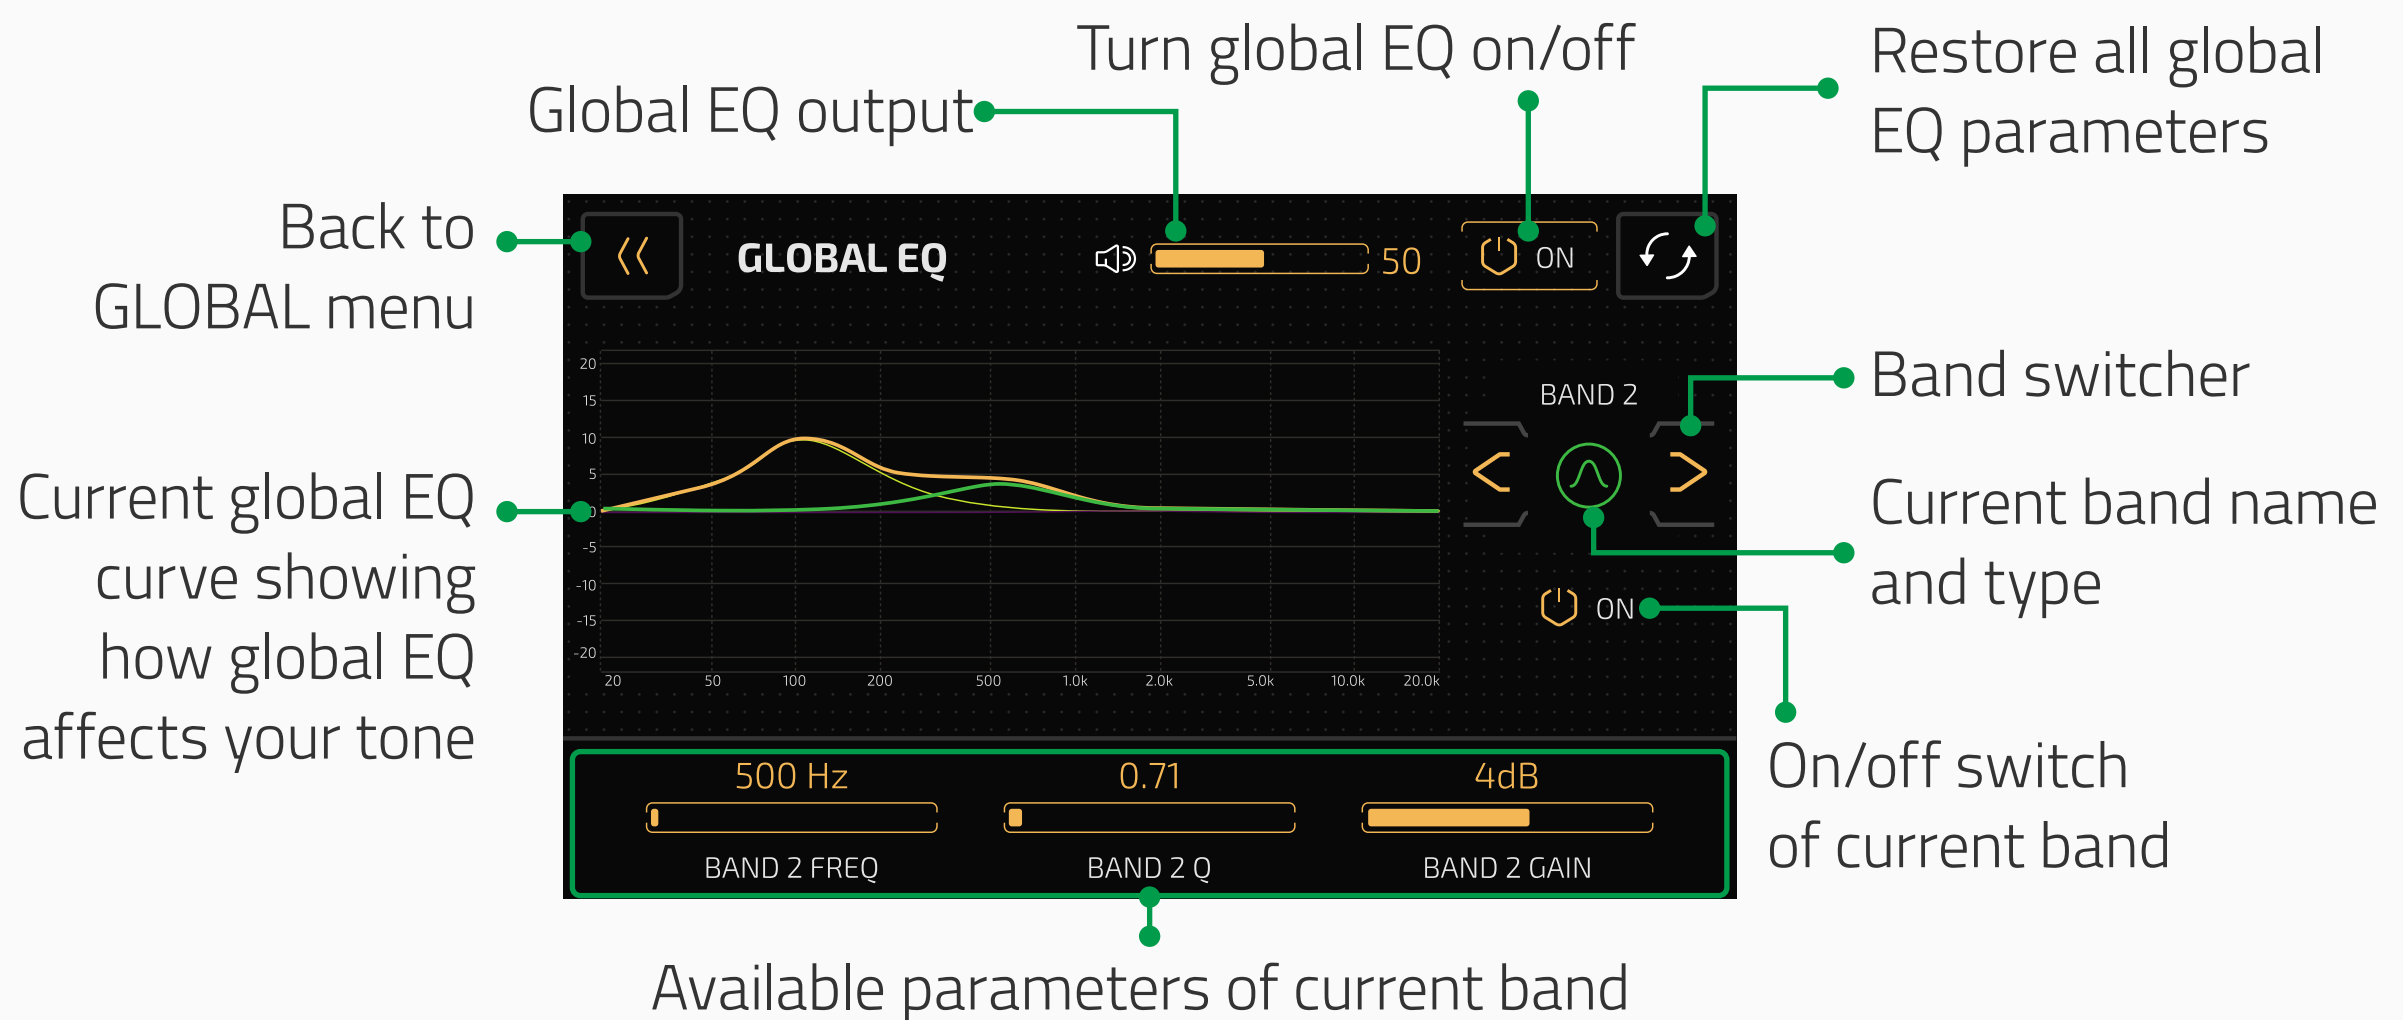 Turn global EQ on/off
Restore all global
EQ parameters
Global EQ output
Back to
GLOBAL menu
GLOBAL EQ
50
ON
Band switcher
BAND 2
Current global EQ
curve showing
how global EQ
affects your tone
20
15
10
5
0
-5
-10
-15
-20
20 50 100 200 500 1.0k 2.0k 5.0k 10.0k 20.0k
Current band name
and type
ON
On/off switch
of current band
500 Hz 0.71 4dB
BAND 2 FREQ BAND 2 Q BAND 2 GAIN
Available parameters of current band